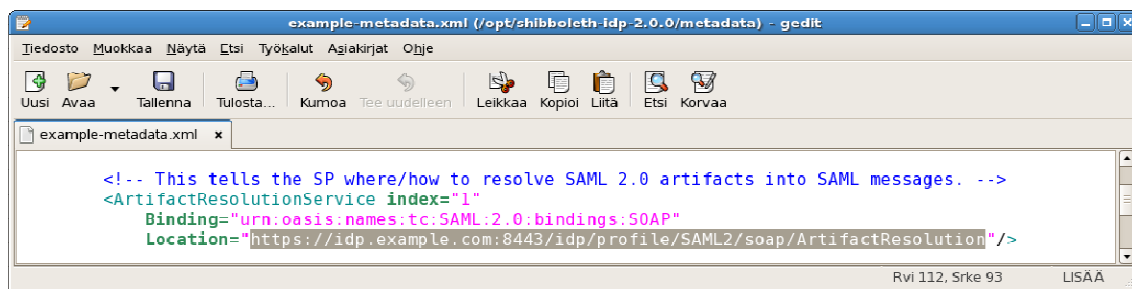 example-metadata.xml (/opt/shibboleth-idp-2.0.0/metadata) - gedit
Tiedosto Muokkaa Näytä Etsi Työkalut Asiakirjat Ohje
Uusi Avaa Tallenna Tulosta... Kumoa Tee uudelleen Leikkaa Kopioi Liitä Etsi Korvaa
example-metadata.xml x
<!-- This tells the SP where/how to resolve SAML 2.0 artifacts into SAML messages. -->
<ArtifactResolutionService index="1"
Binding="urn:oasis:names:tc:SAML:2.0:bindings:SOAP"
Location="https://idp.example.com:8443/idp/profile/SAML2/soap/ArtifactResolution"/>
Rvi 112, Srke 93 LISÄÄ